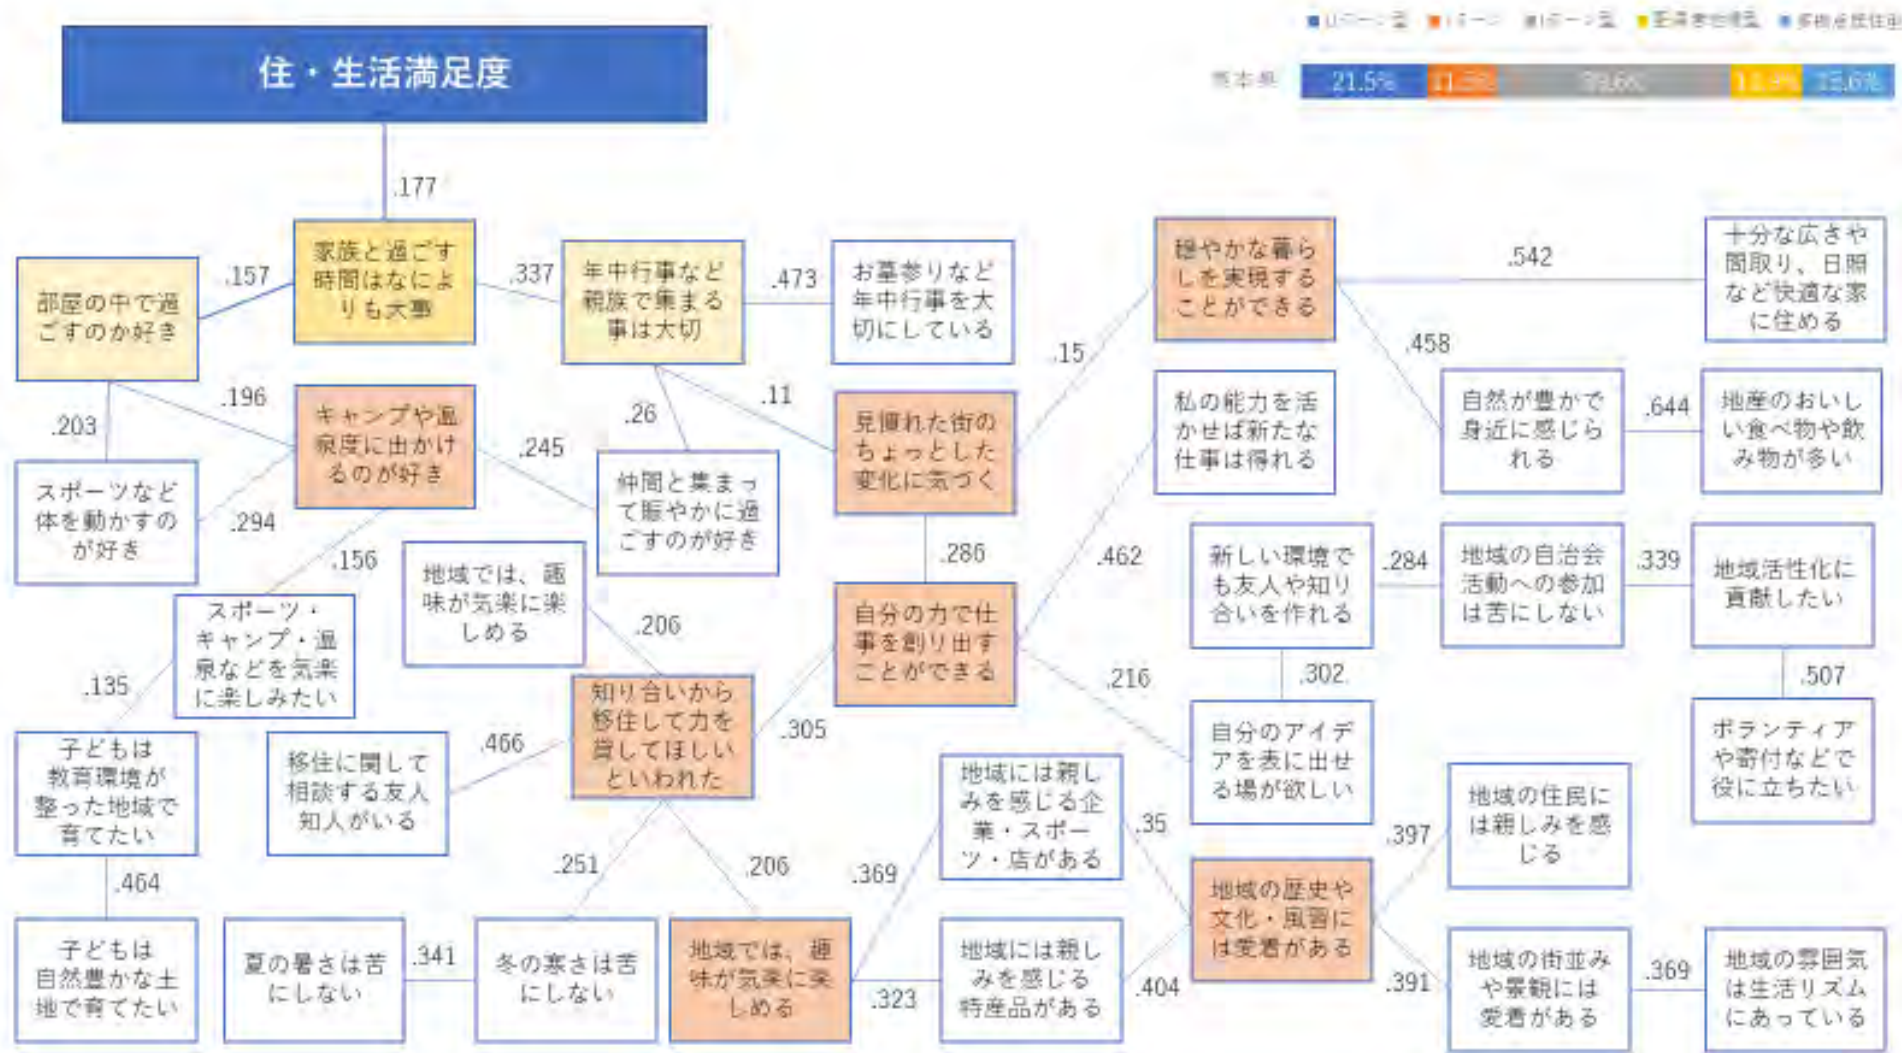 住・生活満足度
熊本県
21.5%
.177
家族と過ごす
時間はなによ
りも大事
部屋の中で過
ごすのが好き
.157
.337
年中行事など
親族で集まる
事は大切
.473
お墓参りなど
年中行事を大
切にしている
穏やかな暮ら
しを実現する
ことができる
.542
十分な広さや
間取り、日照
など快適な家
に住める
.15
.458
.196
.203
キャンプや温
泉度に出かけ
るのが好き
.245
.26
.11
見慣れた街の
ちょっとした
変化に気づく
私の能力を活
かせば新たな
仕事は得れる
自然が豊かで
身近に感じら
れる
.644
地産のおいし
い食べ物や飲
み物が多い
スポーツなど
体を動かすの
が好き
.294
.156
仲間と集まっ
て賑やかに過
ごすのが好き
.286
.462
地域では、趣
味が気楽に楽
しめる
.206
自分の力で仕
事を創り出す
ことができる
新しい環境で
も友人や知り
合いを作れる
.284
地域の自治会
活動への参加
は苦にしない
.339
地域活性化に
貢献したい
スポーツ・
キャンプ・温
泉などを気楽
に楽しみたい
.135
.216
.302
.507
知り合いから
移住して力を
貸してほしい
といわれた
.305
子どもは
教育環境が
整った地域で
育てたい
移住に関して
相談する友人
知人がいる
.466
自分のアイデ
アを表に出せ
る場が欲しい
ボランティア
や寄付などで
役に立ちたい
地域には親し
みを感じる企
業・スポー
ツ・店がある
.35
.397
地域の住民に
は親しみを感
じる
.464
.251
.206
.369
地域の歴史や
文化・風習に
は愛着がある
子どもは
自然豊かな土
地で育てたい
夏の暑さは苦
にしない
.341
冬の寒さは苦
にしない
地域では、趣
味が気楽に楽
しめる
.323
地域には親し
みを感じる
特産品がある
.404
.391
地域の街並み
や景観には
愛着がある
.369
地域の雰囲気
は生活リズム
にあっている